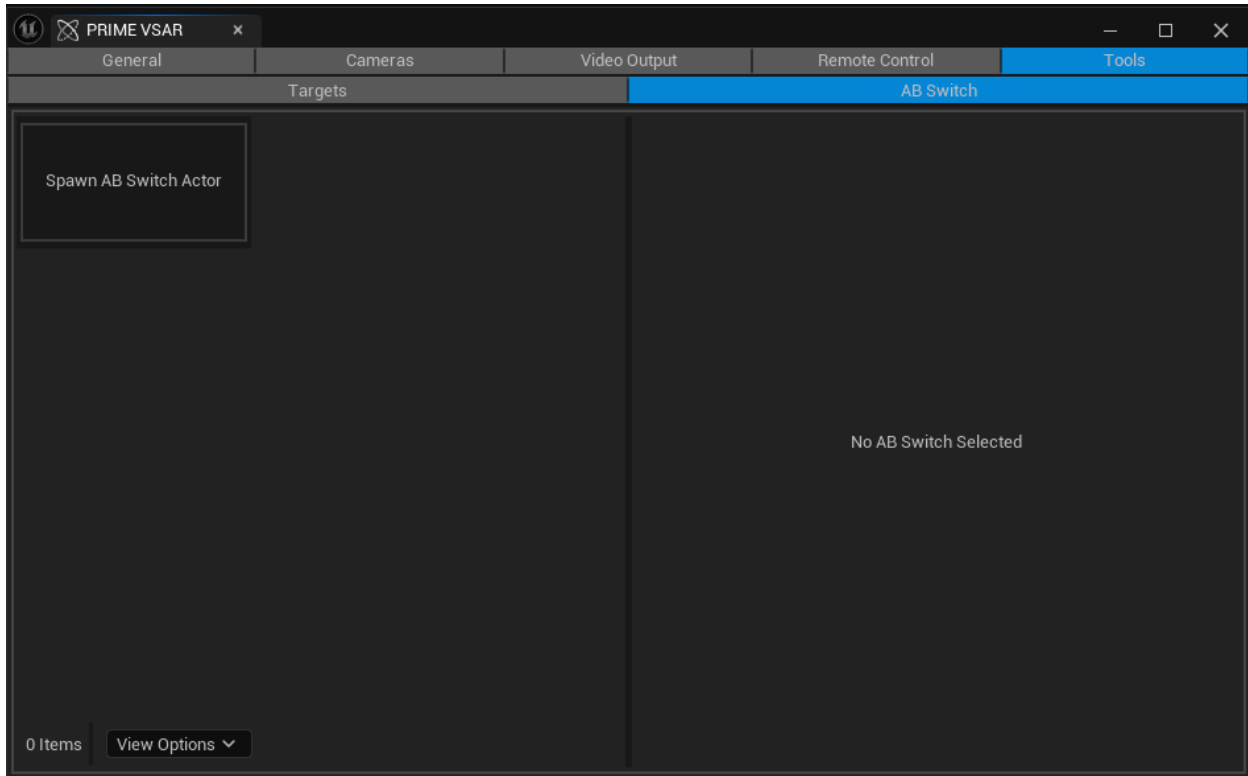 PRIME VSAR
General Cameras Video Output Remote Control Tools
Targets AB Switch
Spawn AB Switch Actor
No AB Switch Selected
0 Items View Options